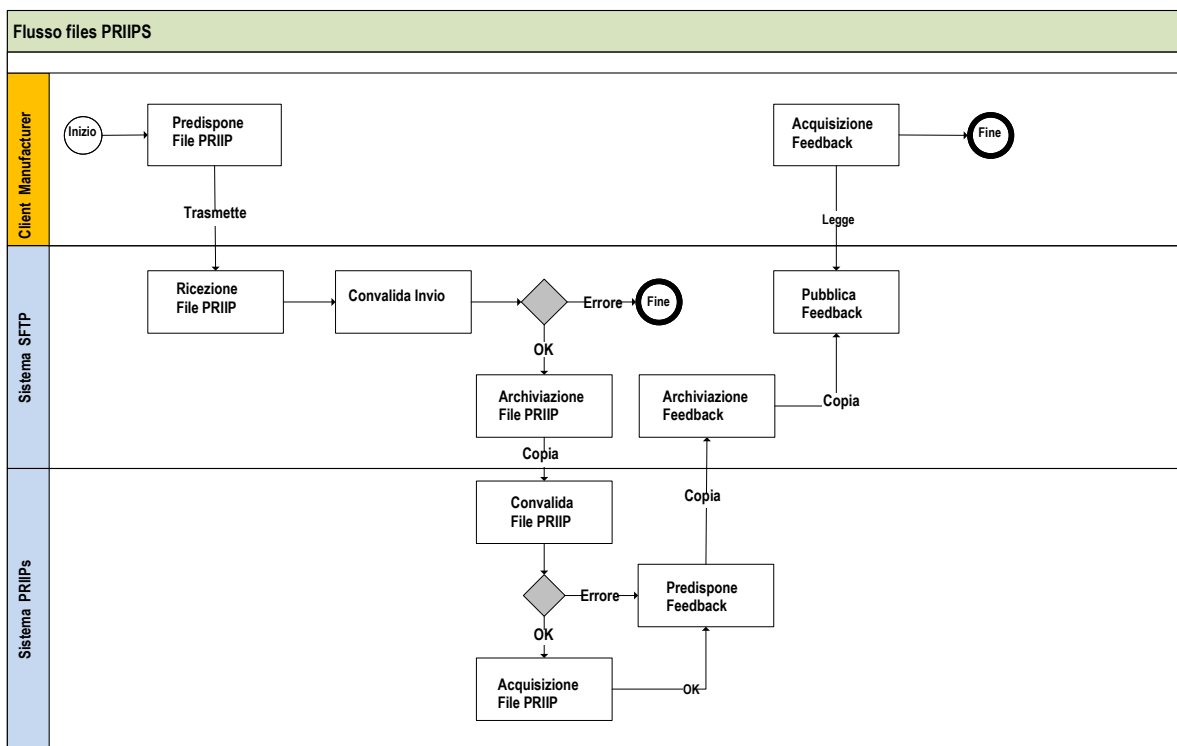 Flusso files PRIIPS
Client Manufacturer
Inizio
Predispone
File PRIIP
Acquisizione
Feedback
Fine
Trasmette
Legge
Sistema SFTP
Ricezione
File PRIIP
Convalida Invio
Errore
Fine
Pubblica
Feedback
OK
Archiviazione
File PRIIP
Archiviazione
Feedback
Copia
Copia
Sistema PRIIPs
Convalida
File PRIIP
Copia
Errore
Predispone
Feedback
OK
Acquisizione
File PRIIP
OK